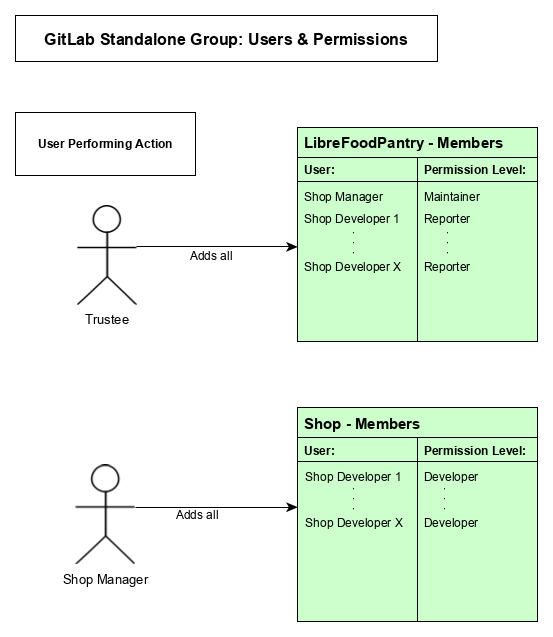 GitLab Standalone Group: Users & Permissions
User Performing Action
LibreFoodPantry - Members
User: Permission Level:
Shop Manager Maintainer
Shop Developer 1 Reporter
. .
. .
. .
Shop Developer X Reporter
Adds all
Trustee
Shop - Members
User: Permission Level:
Shop Developer 1 Developer
. .
. .
. .
Shop Developer X Developer
Adds all
Shop Manager